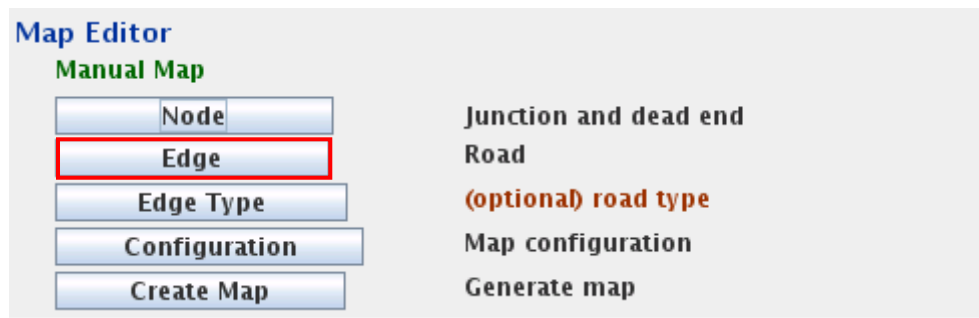 Map Editor
Manual Map
Node Junction and dead end
Edge Road
Edge Type (optional) road type
Configuration Map configuration
Create Map Generate map